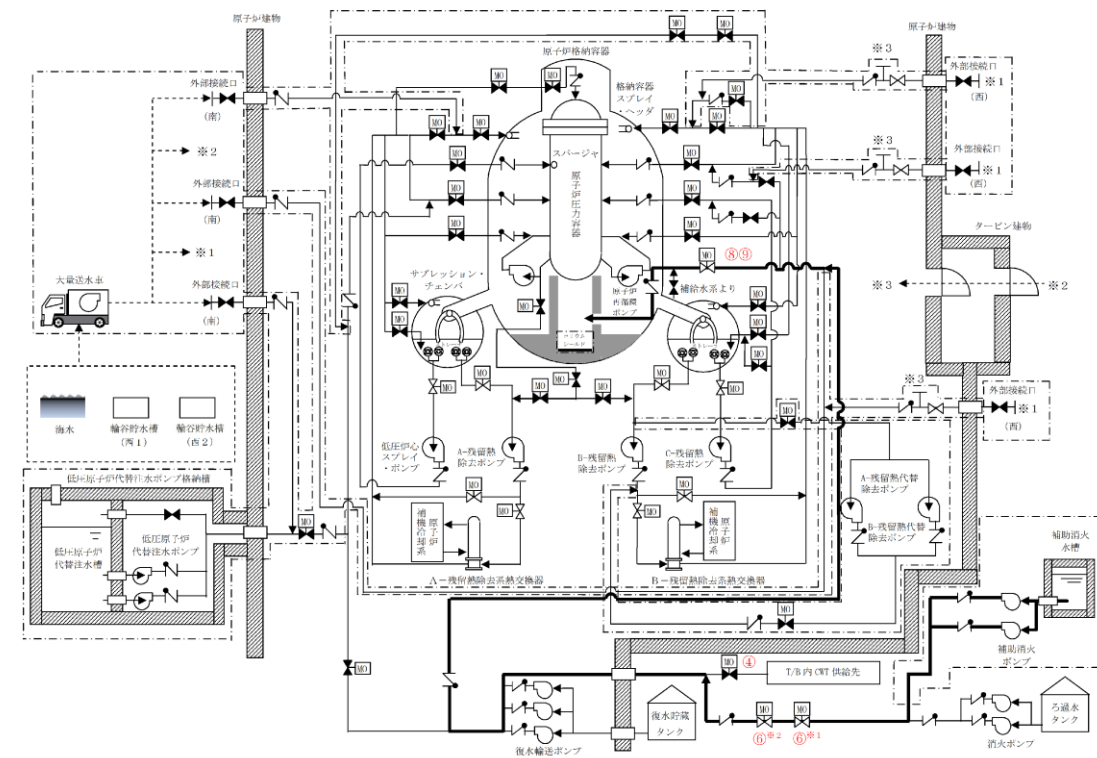 原子炉建物
原子炉建物
原子炉格納容器
格納容器
スプレイ
・ヘッダ
外部接続口
(南)
※2
外部接続口
(南)
※1
大量送水車
外部接続口
(南)
※3
外部接続口
※1
(西)
※3
外部接続口
※1
(西)
スパージャ
原子炉圧力容器
サプレッション・
チェンバ
原子炉
再循環
ポンプ
⑧⑨
補給水系より
タービン建物
※3
※2
※3
外部接続口
※1
(西)
海水
輪谷貯水槽
(西1)
輪谷貯水槽
(西2)
低圧炉心
スプレイ・
ポンプ
A-残留熱
除去ポンプ
B-残留熱
除去ポンプ
C-残留熱
除去ポンプ
A-残留熱代替
除去ポンプ
B-残留熱代替
除去ポンプ
低圧原子炉代替注水ポンプ格納槽
低圧原子炉
代替注水槽
低圧原子炉
代替注水ポンプ
原子炉
補機冷却系
原子炉
補機冷却系
A-残留熱除去系熱交換器
B-残留熱除去系熱交換器
補助消火
水槽
補助消火
ポンプ
MO
④
T/B内CWT供給先
MO
復水輸送ポンプ
復水貯蔵
タンク
MO
MO
⑥※2
⑥※1
消火ポンプ
ろ過水
タンク